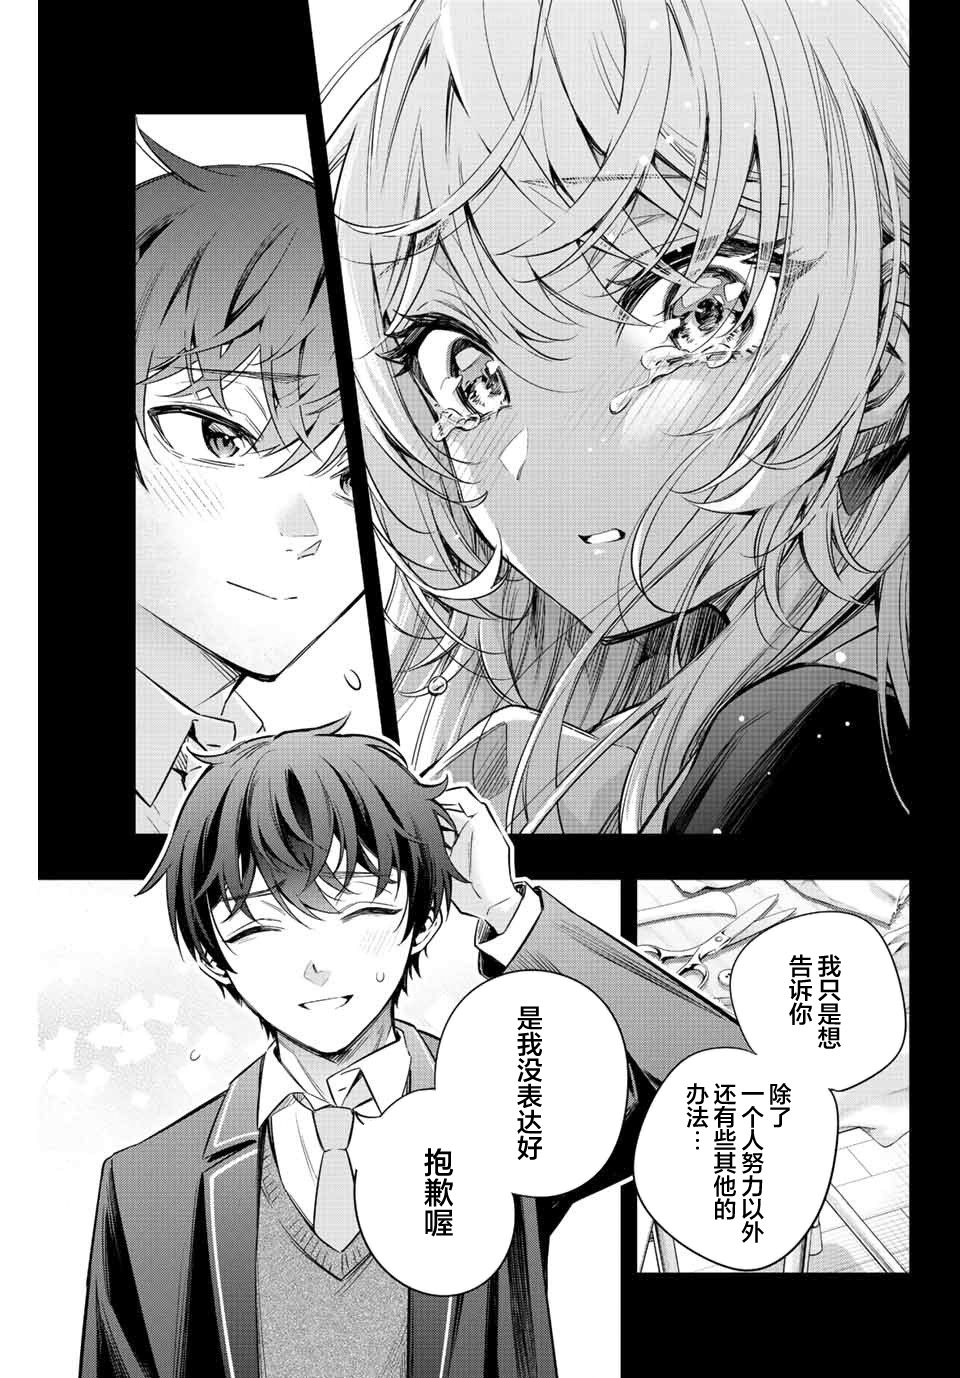 我只是想
告诉你
除了
一个人努力以外
还有些其他的
办法…
是我没表达好
抱歉喔